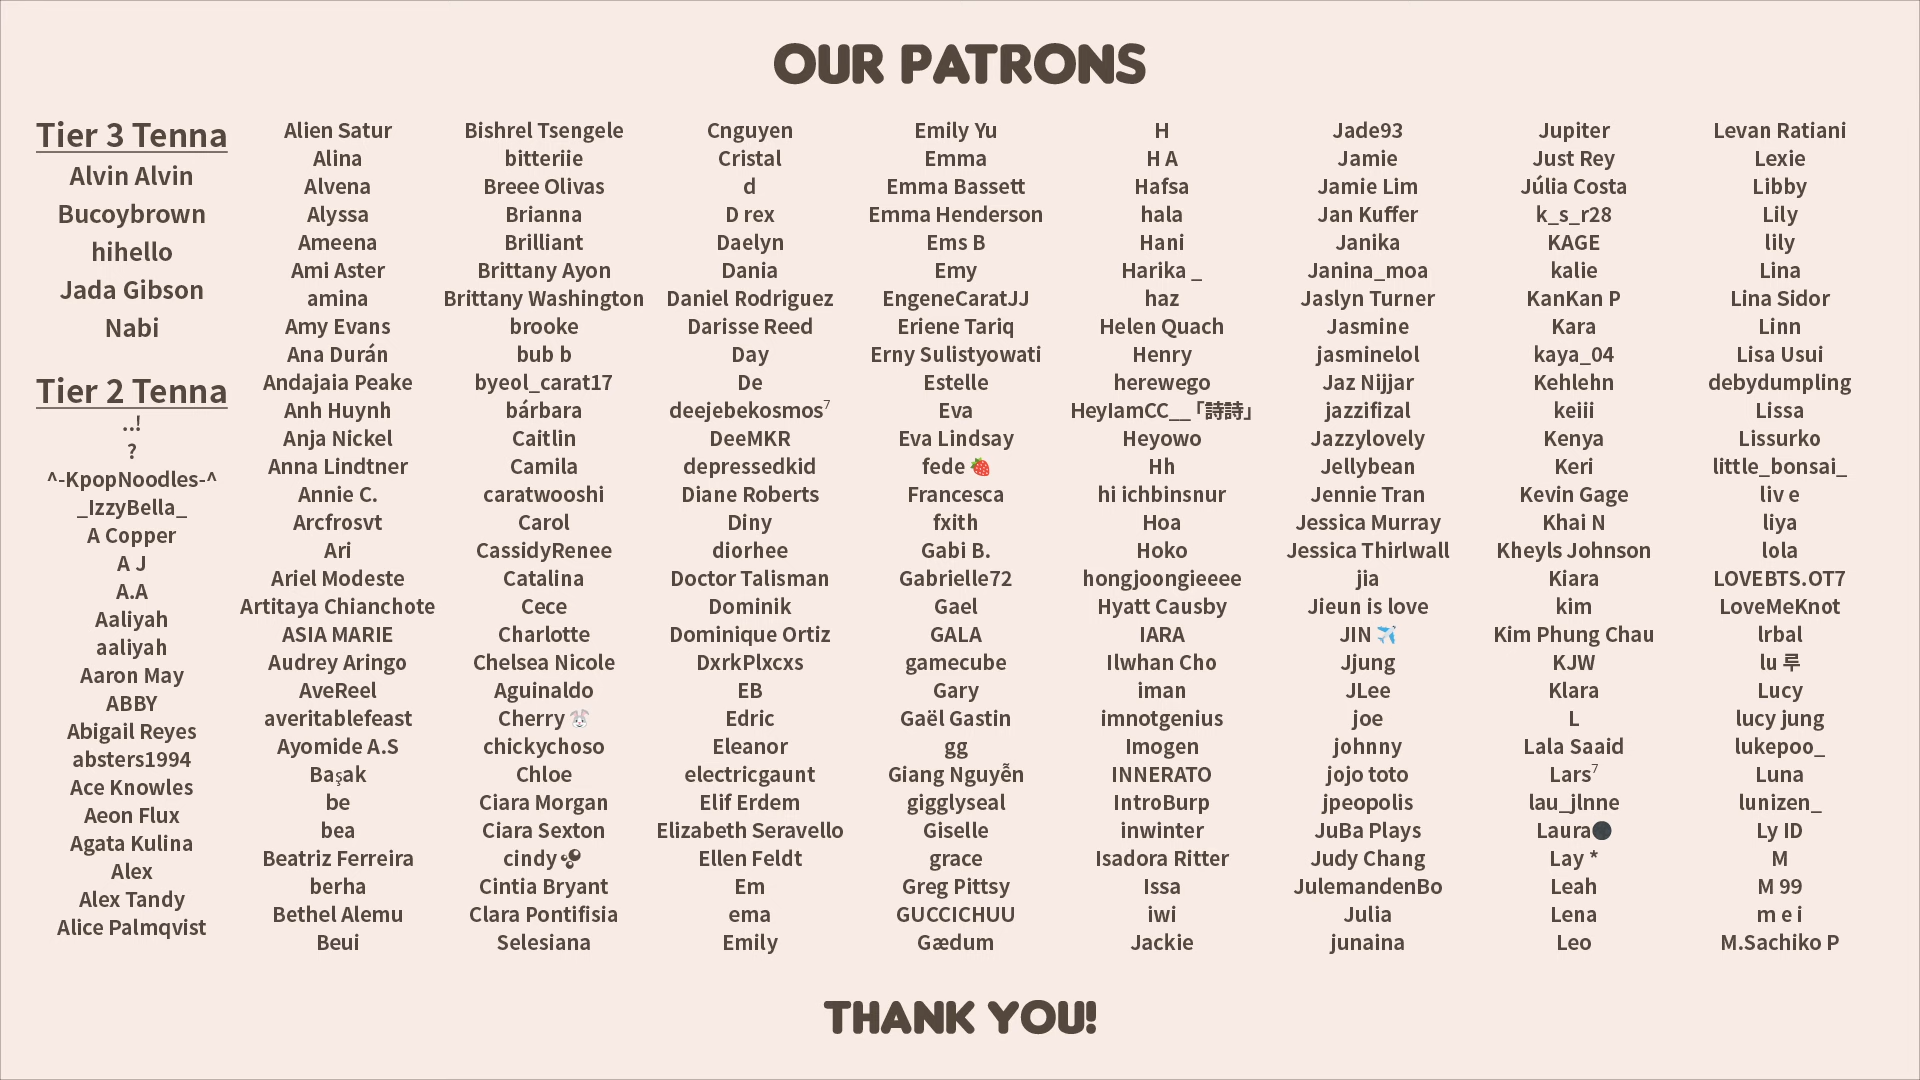 OUR PATRONS
Tier 3 Tenna
Alvin Alvin
Bucoybrown
hihello
Jada Gibson
Nabi
Tier 2 Tenna
..!
?
^-KpopNoodles-^
_IzzyBella_
A Copper
A J
A.A
Aaliyah
aaliyah
Aaron May
ABBY
Abigail Reyes
absters1994
Ace Knowles
Aeon Flux
Agata Kulina
Alex
Alex Tandy
Alice Palmqvist
Alien Satur
Alina
Alvena
Alyssa
Ameena
Ami Aster
amina
Amy Evans
Ana Durán
Andajaia Peake
Anh Huynh
Anja Nickel
Anna Lindtner
Annie C.
Arcfrosvt
Ari
Ariel Modeste
Artitaya Chianchote
ASIA MARIE
Audrey Aringo
AveReel
averitablefeast
Ayomide A.S
Başak
be
bea
Beatriz Ferreira
berha
Bethel Alemu
Beui
Bishrel Tsengele
bitteriie
Breee Olivas
Brianna
Brilliant
Brittany Ayon
Brittany Washington
brooke
bub b
byeol_carat17
bárbara
Caitlin
Camila
caratwooshi
Carol
CassidyRenee
Catalina
Cece
Charlotte
Chelsea Nicole
Aguinaldo
Cherry 🐰
chickychoso
Chloe
Ciara Morgan
Ciara Sexton
cindy
Cintia Bryant
Clara Pontifisia
Selesiana
Cnguyen
Cristal
d
D rex
Daelyn
Dania
Daniel Rodriguez
Darisse Reed
Day
De
deejebekosmos⁷
DeeMKR
depressedkid
Diane Roberts
Diny
diorhee
Doctor Talisman
Dominik
Dominique Ortiz
DxrkPlxcxs
EB
Edric
Eleanor
electricgaunt
Elif Erdem
Elizabeth Seravello
Ellen Feldt
Em
ema
Emily
Emily Yu
Emma
Emma Bassett
Emma Henderson
Ems B
Emy
EngeneCaratJJ
Eriene Tariq
Erny Sulistyowati
Estelle
Eva
Eva Lindsay
fede 🍓
Francesca
fxith
Gabi B.
Gabrielle72
Gael
GALA
gamecube
Gary
Gaël Gastin
gg
Giang Nguyễn
gigglyseal
Giselle
grace
Greg Pittsy
GUCCICHUU
Gædum
H
H A
Hafsa
hala
Hani
Harika _
haz
Helen Quach
Henry
herewego
HeyIamCC__「詩詩」
Heyowo
Hh
hi ichbinsnur
Hoa
Hoko
hongjoongieeee
Hyatt Causby
IARA
Ilwhan Cho
iman
imnotgenius
Imogen
INNERATO
IntroBurp
inwinter
Isadora Ritter
Issa
iwi
Jackie
Jade93
Jamie
Jamie Lim
Jan Kuffer
Janika
Janina_moa
Jaslyn Turner
Jasmine
jasminelol
Jaz Nijjar
jazzifizal
Jazzylovely
Jellybean
Jennie Tran
Jessica Murray
Jessica Thirlwall
jia
Jieun is love
JIN ✈️
Jjung
JLee
joe
johnny
jojo toto
jpeopolis
JuBa Plays
Judy Chang
JulemandenBo
Julia
junaina
Jupiter
Just Rey
Júlia Costa
k_s_r28
KAGE
kalie
KanKan P
Kara
kaya_04
Kehlehn
keiii
Kenya
Keri
Kevin Gage
Khai N
Kheyls Johnson
Kiara
kim
Kim Phung Chau
KJW
Klara
L
Lala Saaid
Lars⁷
lau_jlnne
Laura🌑
Lay *
Leah
Lena
Leo
Levan Ratiani
Lexie
Libby
Lily
lily
Lina
Lina Sidor
Linn
Lisa Usui
debydumpling
Lissa
Lissurko
little_bonsai_
liv e
liya
lola
LOVEBTS.OT7
LoveMeKnot
lrbal
lu 루
Lucy
lucy jung
lukepoo_
Luna
lunizen_
Ly ID
M
M 99
m e i
M.Sachiko P
THANK YOU!